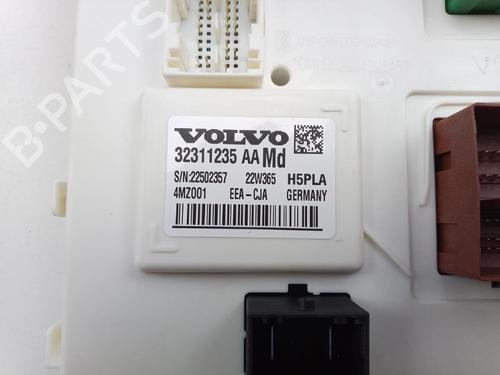 VOLVO
32311235 AA Md
S/N:22502357 22W365 H5PLA
4MZ001 EEA-CJA GERMANY
B-PARTS